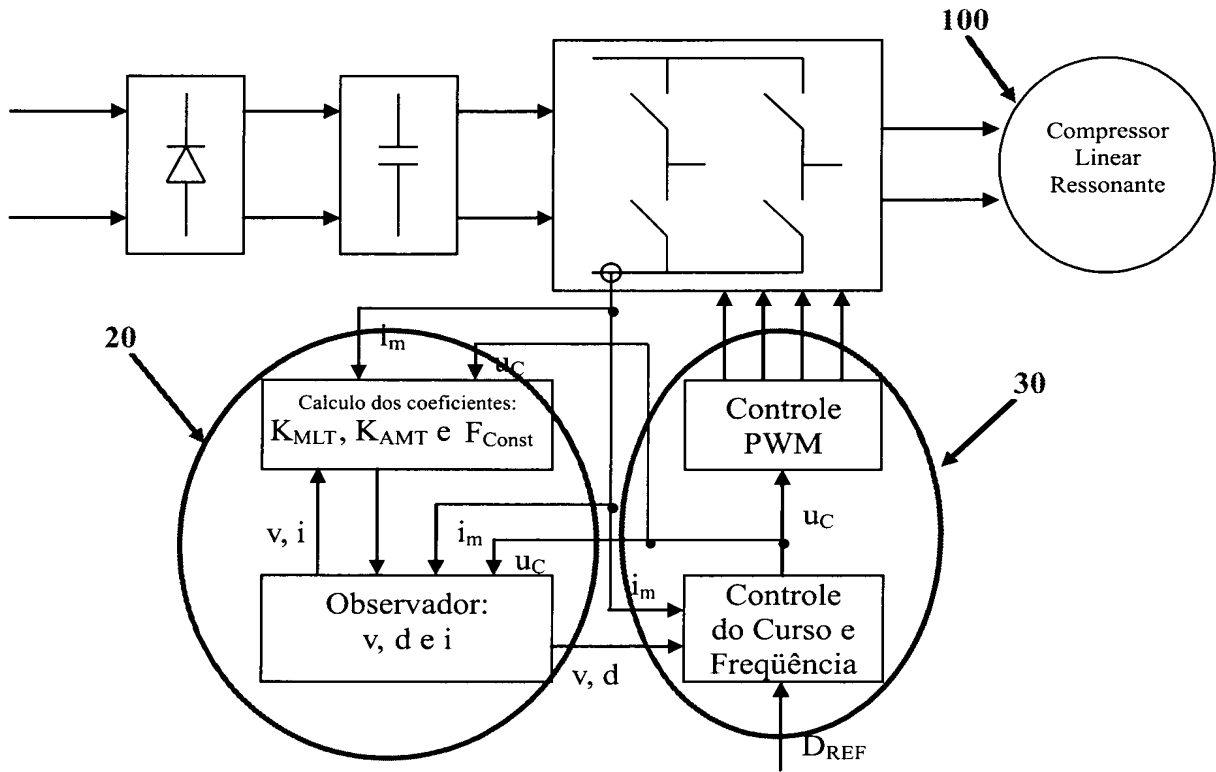 100
Compressor
Linear
Ressonante
20
i_m
u_C
30
Calculo dos coeficientes:
K_MLT, K_AMT e F_Const
Controle
PWM
v, i
i_m
u_C
u_C
Observador:
v, d e i
i_m
Controle
do Curso e
Freqüência
v, d
D_REF